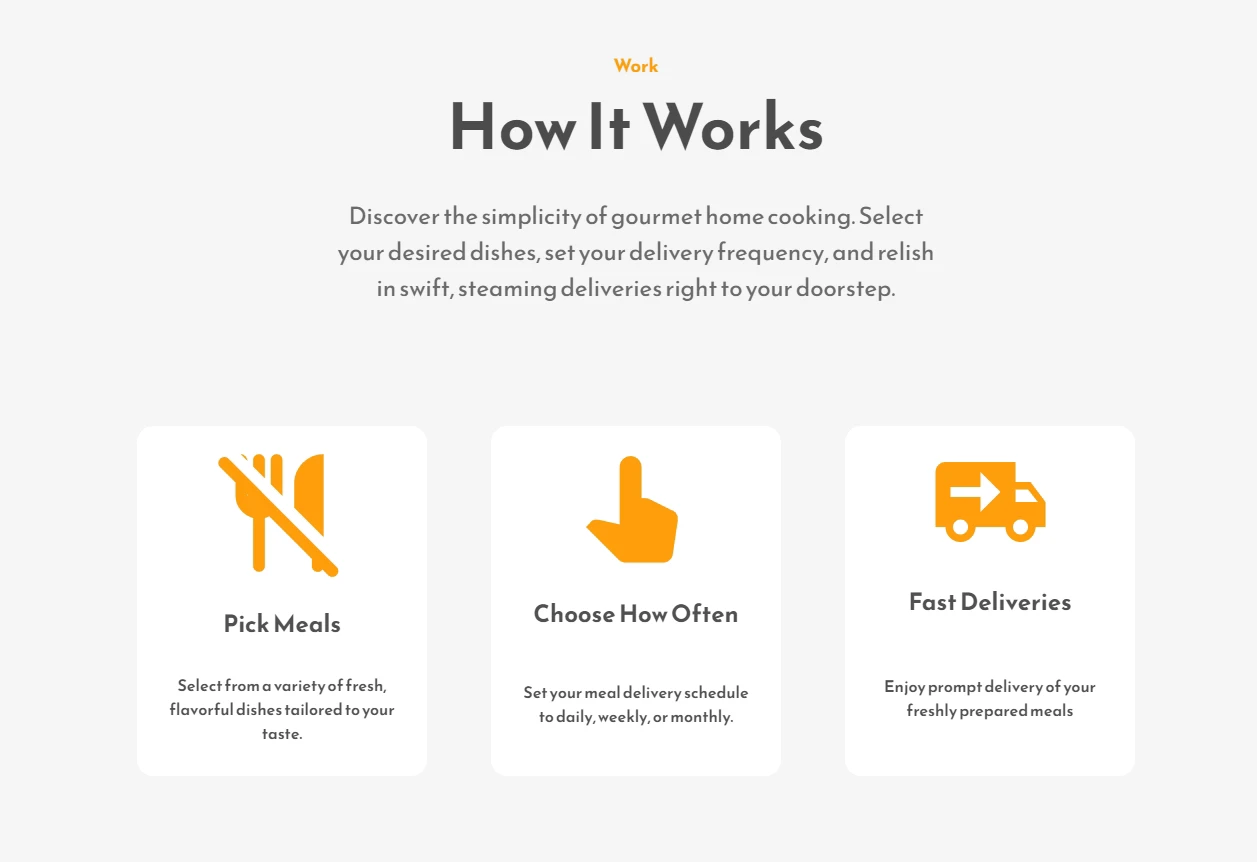 Work
How It Works
Discover the simplicity of gourmet home cooking. Select
your desired dishes, set your delivery frequency, and relish
in swift, steaming deliveries right to your doorstep.
Pick Meals
Select from a variety of fresh,
flavorful dishes tailored to your
taste.
Choose How Often
Set your meal delivery schedule
to daily, weekly, or monthly.
Fast Deliveries
Enjoy prompt delivery of your
freshly prepared meals